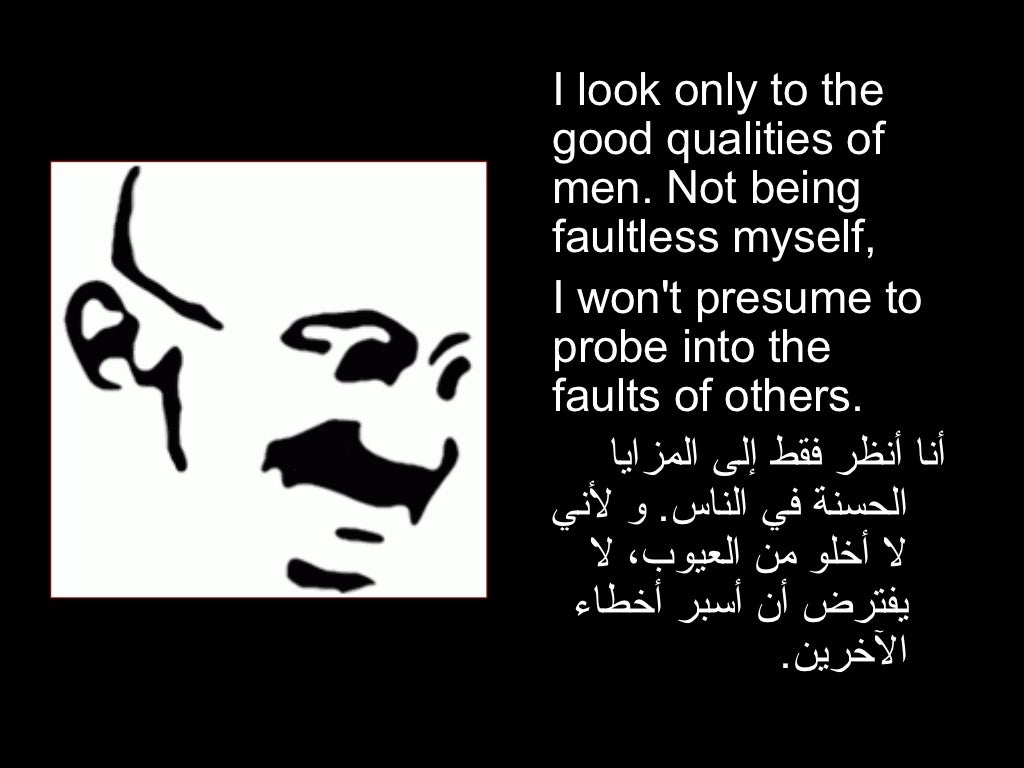 I look only to the
good qualities of
men. Not being
faultless myself,
I won't presume to
probe into the
faults of others.
أنا أنظر فقط إلى المزايا
الحسنة في الناس. و لأني
لا أخلو من العيوب، لا
يفترض أن أسبر أخطاء
الآخرين.